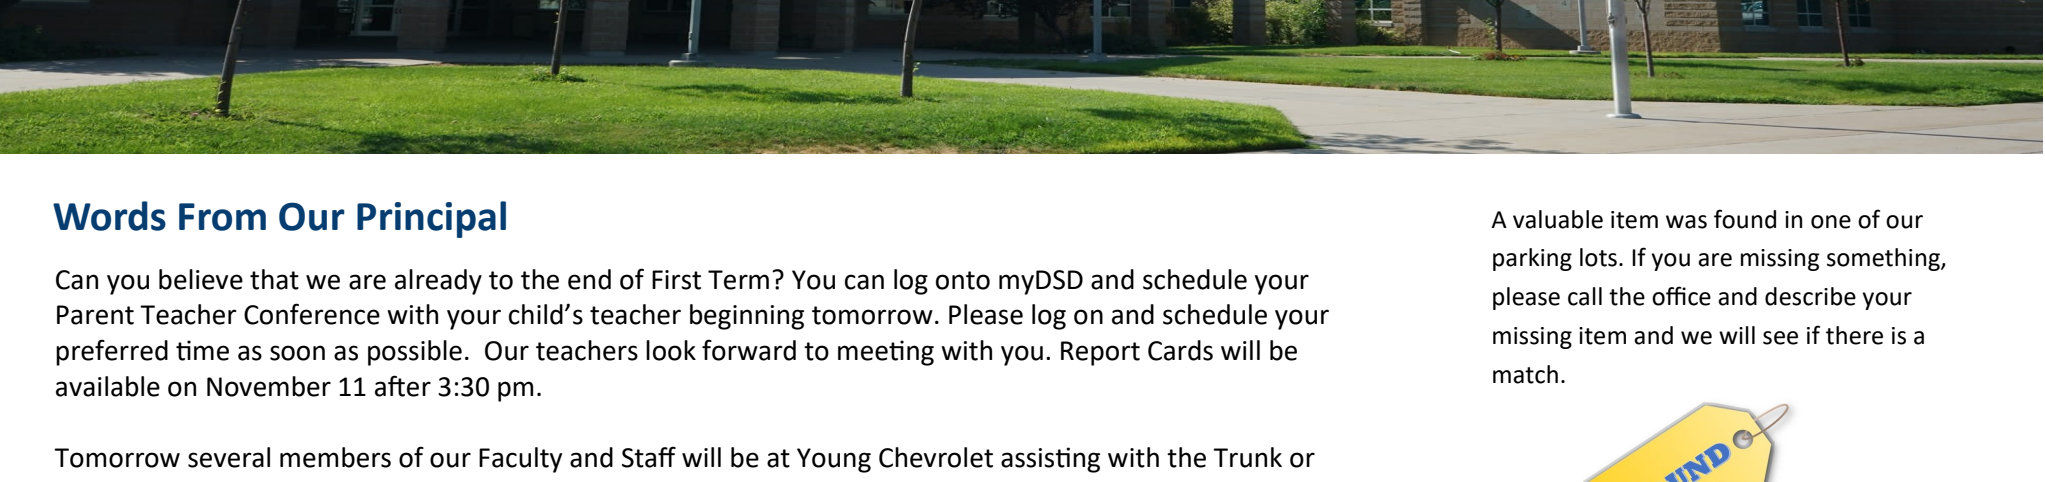 Words From Our Principal
Can you believe that we are already to the end of First Term? You can log onto myDSD and schedule your
Parent Teacher Conference with your child’s teacher beginning tomorrow. Please log on and schedule your
preferred time as soon as possible.  Our teachers look forward to meeting with you. Report Cards will be
available on November 11 after 3:30 pm.
Tomorrow several members of our Faculty and Staff will be at Young Chevrolet assisting with the Trunk or
A valuable item was found in one of our
parking lots. If you are missing something,
please call the office and describe your
missing item and we will see if there is a
match.